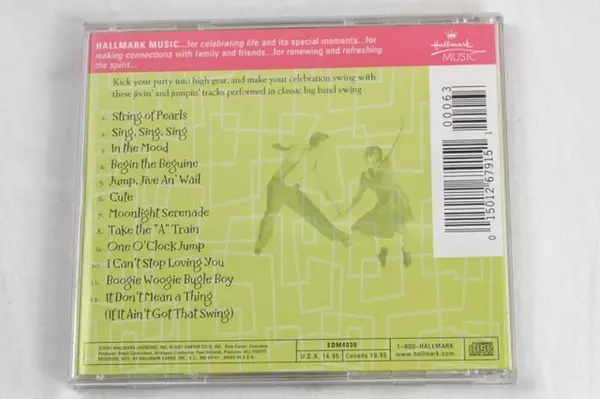 HALLMARK MUSIC...for celebrating life and its special moments...for
making connections with family and friends...for renewing and refreshing
the spirit...
Hallmark
MUSIC
Kick your party into high gear, and make your celebration swing with
these jivin' and jumpin' tracks performed in classic big band swing
1. String of Pearls
2. Sing, Sing, Sing
3. In the Mood
4. Begin the Beguine
5. Jump, Jive An' Wail
6. Cute
7. Moonlight Serenade
8. Take the "A" Train
9. One O'Clock Jump
10. I Can't Stop Loving You
11. Boogie Woogie Bugle Boy
12. It Don't Mean a Thing
(If It Ain't Got That Swing)
00063
0 15012 67915 1
EDM4038
U.S.A. 14.95 Canada 19.95
1-800-HALLMARK
hallmark.com